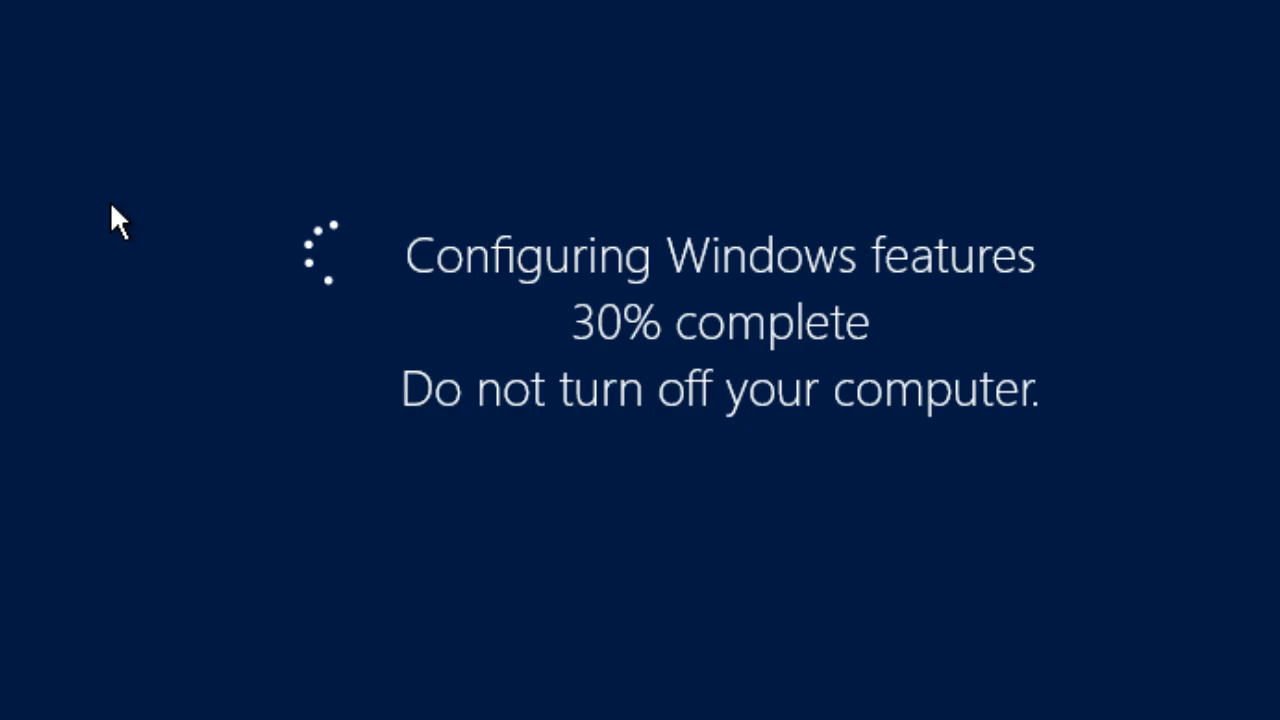 Configuring Windows features
30% complete
Do not turn off your computer.